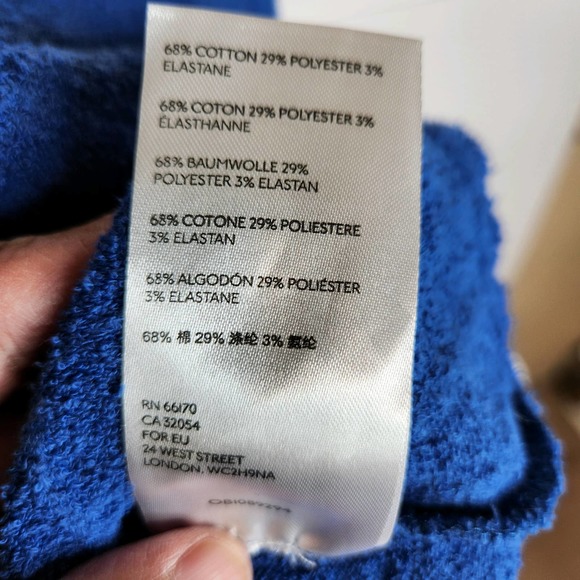 68% COTTON 29% POLYESTER 3%
ELASTANE
68% COTON 29% POLYESTER 3%
ÉLASTHANNE
68% BAUMWOLLE 29%
POLYESTER 3% ELASTAN
68% COTONE 29% POLIESTERE
3% ELASTAN
68% ALGODÓN 29% POLIÉSTER
3% ELASTANE
68% 棉 29% 涤纶 3% 氨纶
RN 66170
CA 32054
FOR EU
24 WEST STREET
LONDON. WC2H9NA